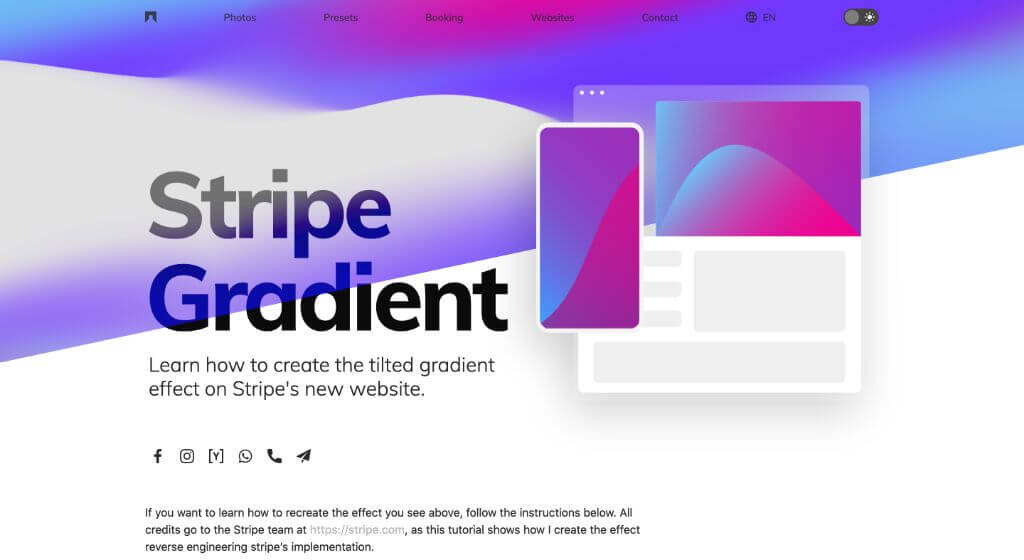 Photos Presets Booking Websites Contact EN
Stripe
Gradient
Learn how to create the tilted gradient
effect on Stripe's new website.
[Y]
If you want to learn how to recreate the effect you see above, follow the instructions below. All
credits go to the Stripe team at https://stripe.com, as this tutorial shows how I create the effect
reverse engineering stripe’s implementation.